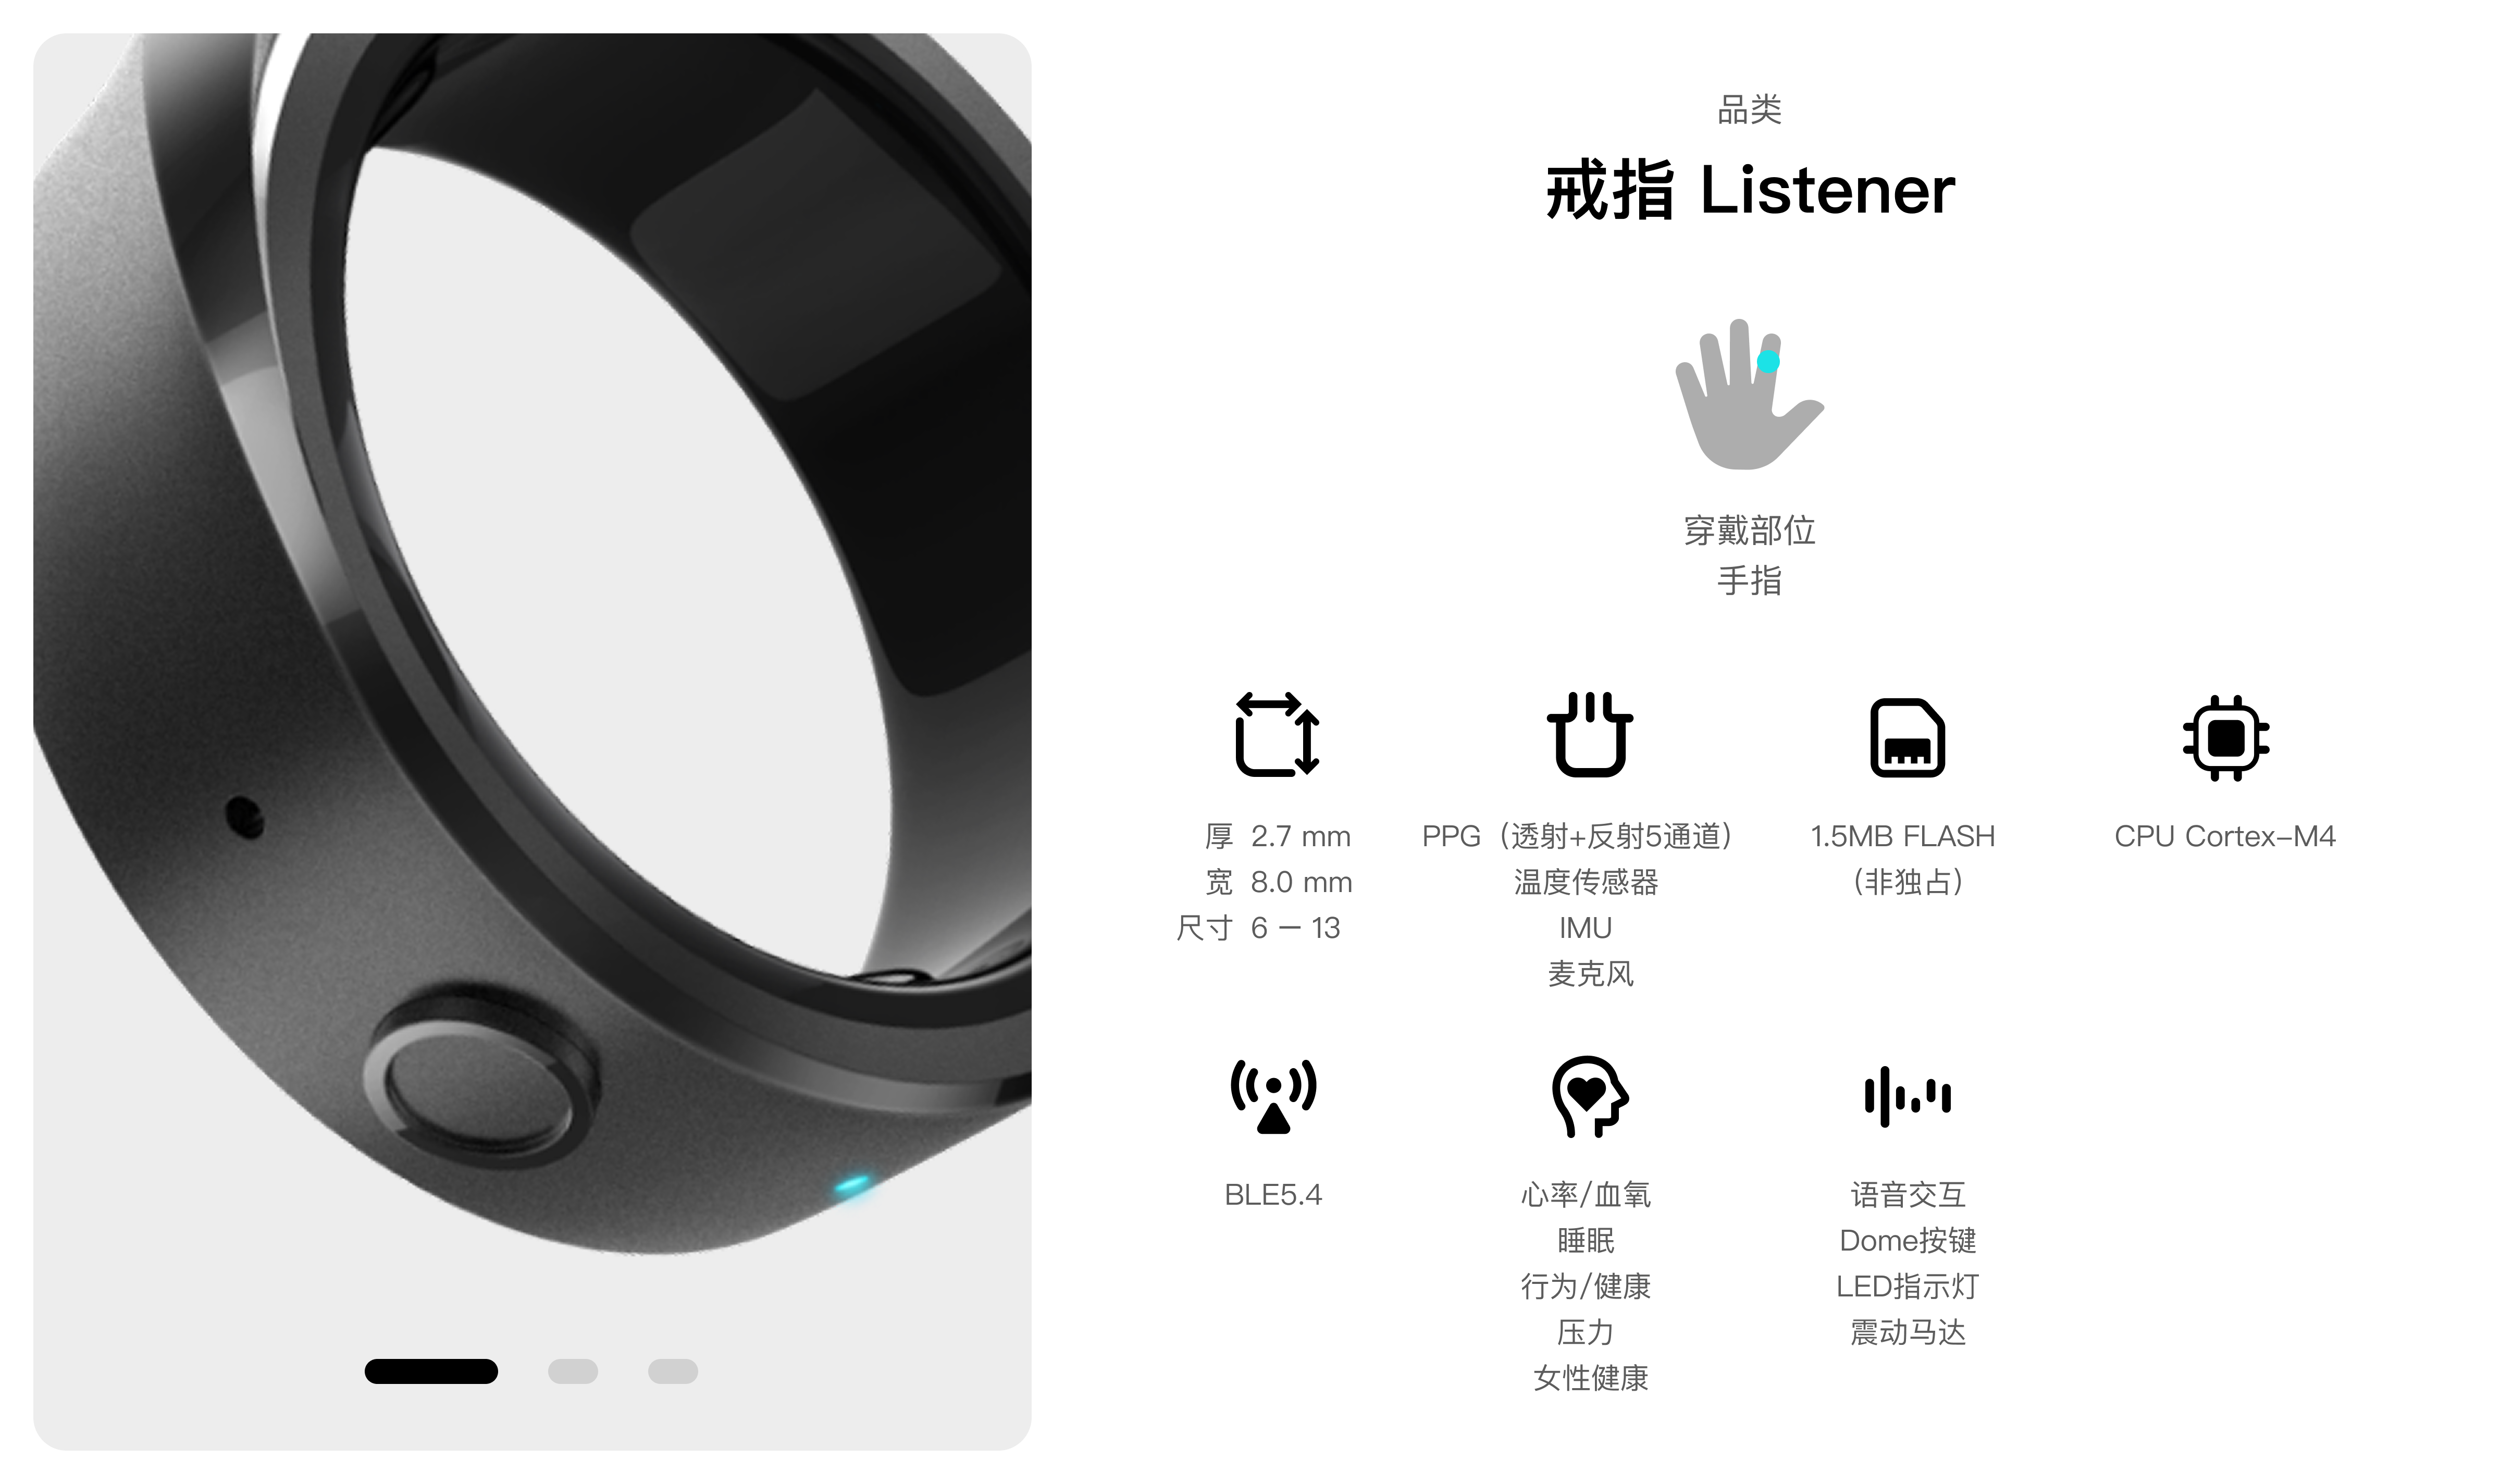 品类
戒指 Listener
穿戴部位
手指
厚 2.7 mm
宽 8.0 mm
尺寸 6 — 13
PPG（透射+反射5通道）
温度传感器
IMU
麦克风
1.5MB FLASH
（非独占）
CPU Cortex-M4
BLE5.4
心率/血氧
睡眠
行为/健康
压力
女性健康
语音交互
Dome按键
LED指示灯
震动马达